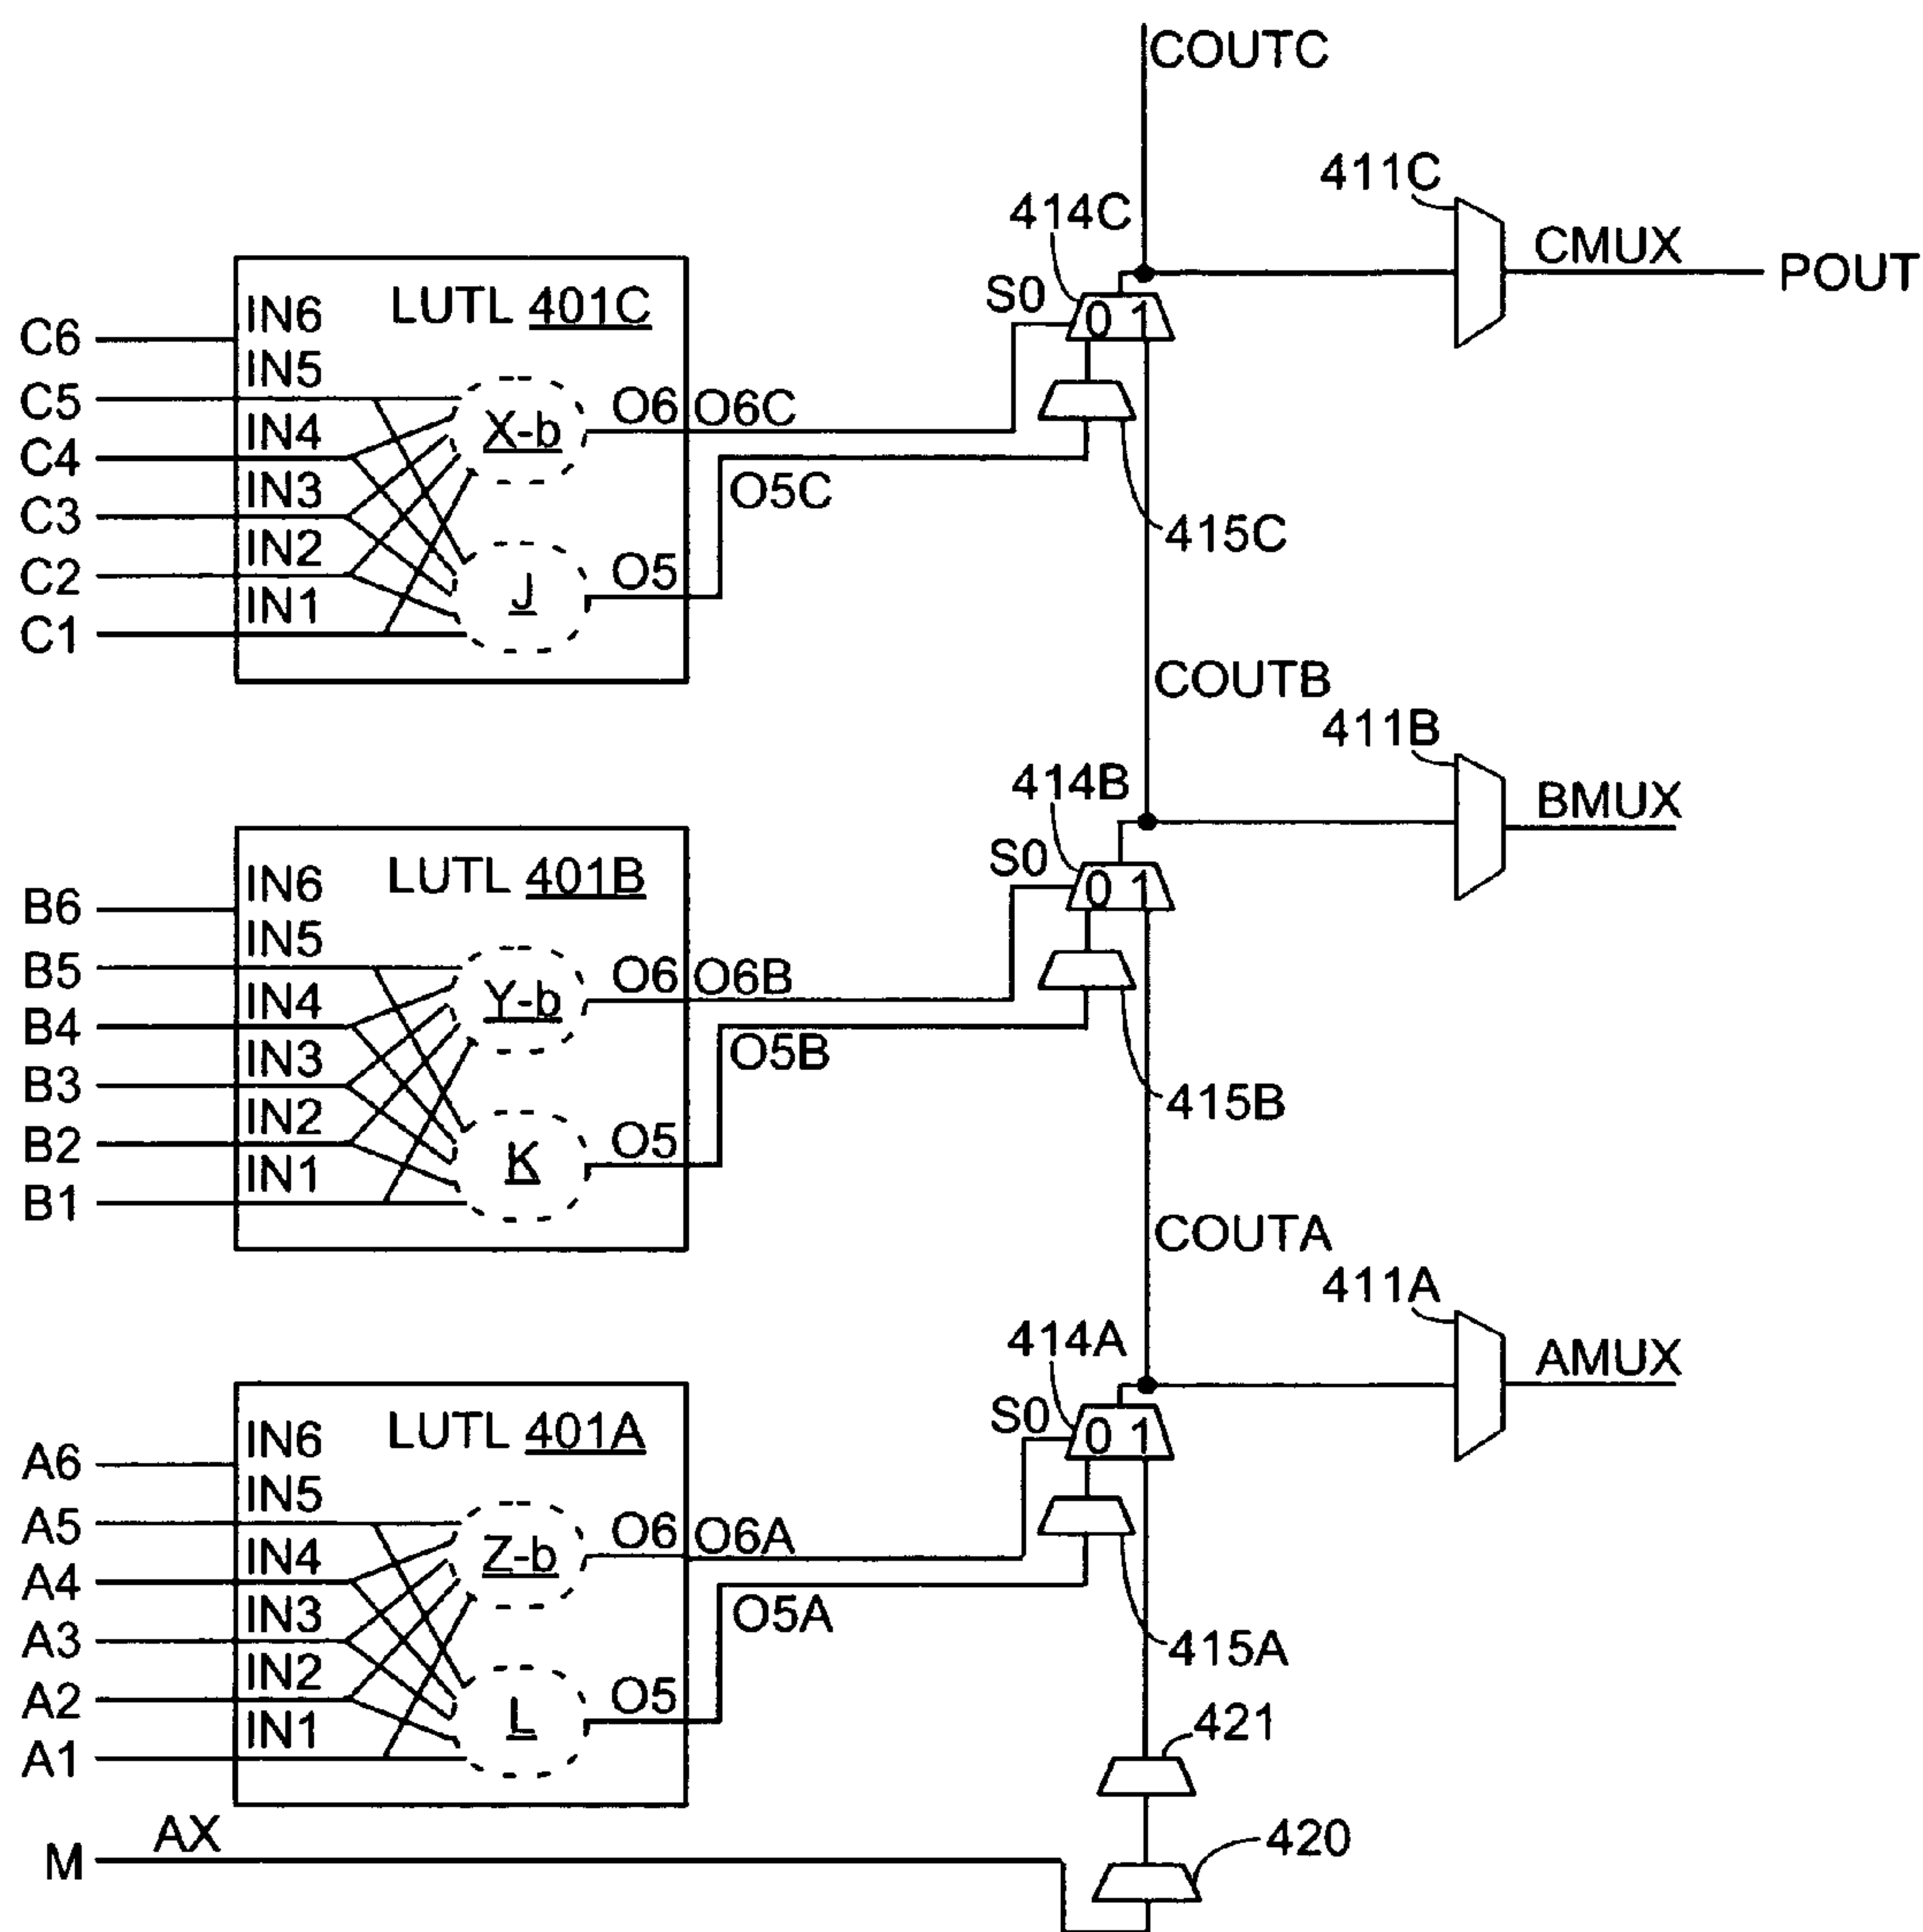 COUTC
411C
414C
CMUX
POUT
S0
0 1
LUTL 401C
C6
IN6
C5
IN5
C4
IN4
C3
IN3
C2
IN2
C1
IN1
X-b
J
O6
O6C
O5
O5C
415C
COUTB
411B
414B
BMUX
S0
0 1
LUTL 401B
B6
IN6
B5
IN5
B4
IN4
B3
IN3
B2
IN2
B1
IN1
Y-b
K
O6
O6B
O5
O5B
415B
COUTA
411A
414A
AMUX
S0
0 1
LUTL 401A
A6
IN6
A5
IN5
A4
IN4
A3
IN3
A2
IN2
A1
IN1
Z-b
L
O6
O6A
O5
O5A
415A
421
420
M
AX